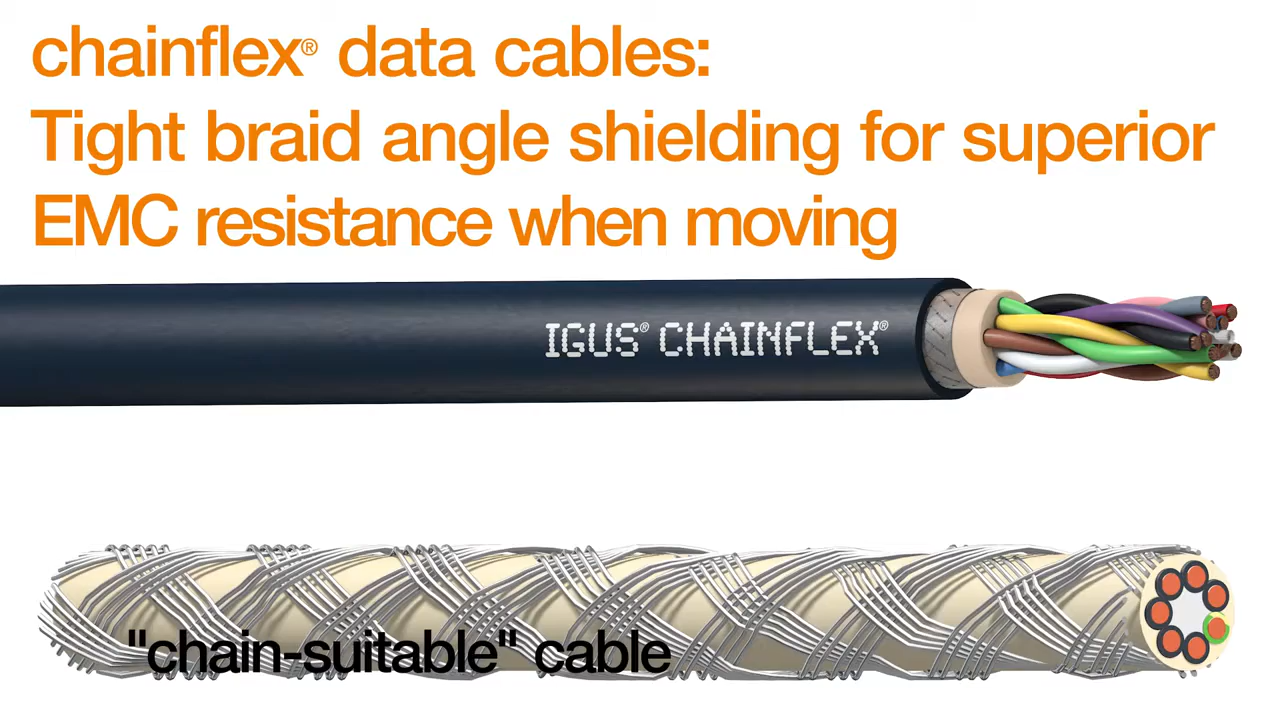 chainflex® data cables:
Tight braid angle shielding for superior
EMC resistance when moving
IGUS® CHAINFLEX®
"chain-suitable" cable